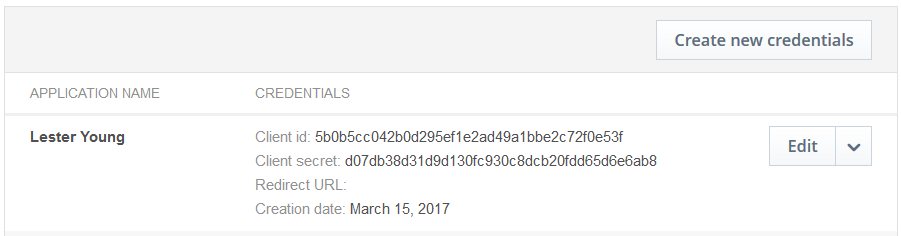 Create new credentials
APPLICATION NAME CREDENTIALS
Lester Young Client id: 5b0b5cc042b0d295ef1e2ad49a1bbe2c72f0e53f Edit
Client secret: d07db38d31d9d130fc930c8dcb20fdd65d6e6ab8
Redirect URL:
Creation date: March 15, 2017